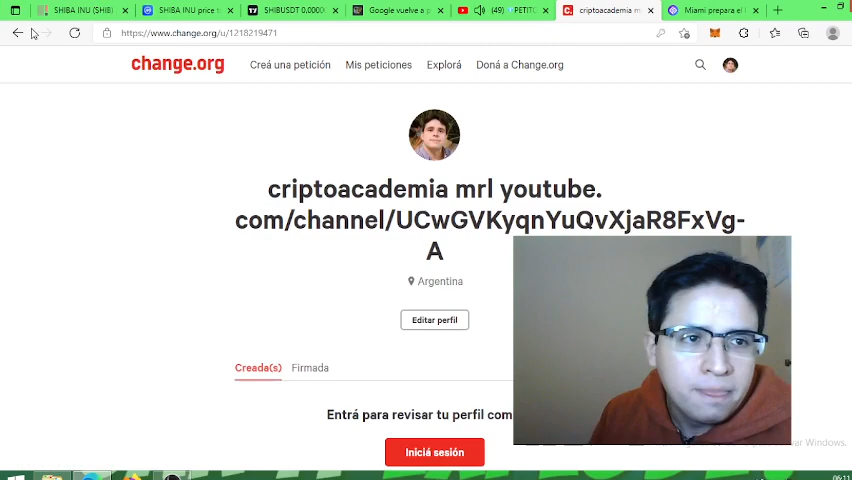 SHIBA INU (SHIB)
SHIBA INU price t
SHIBUSDT 0,0000
Google vuelve a p
(49)
PETITC
criptoacademia m
Miami prepara el
https://www.change.org/u/1218219471
change.org
Creá una petición
Mis peticiones
Explorá
Doná a Change.org
criptoacademia mrl youtube.
com/channel/UCwGVKyqnYuQvXjaR8FxVg-
A
Argentina
Editar perfil
Creada(s)
Firmada
Entrá para revisar tu perfil com
Iniciá sesión
ar Windows.
06:11